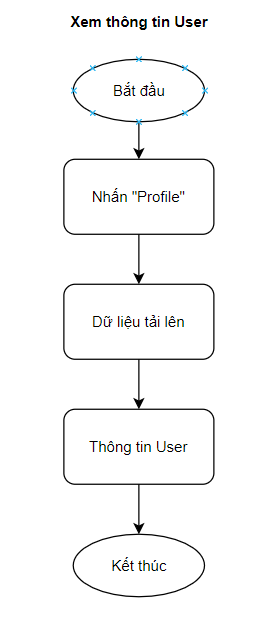 Xem thông tin User
Bắt đầu
Nhấn "Profile"
Dữ liệu tải lên
Thông tin User
Kết thúc